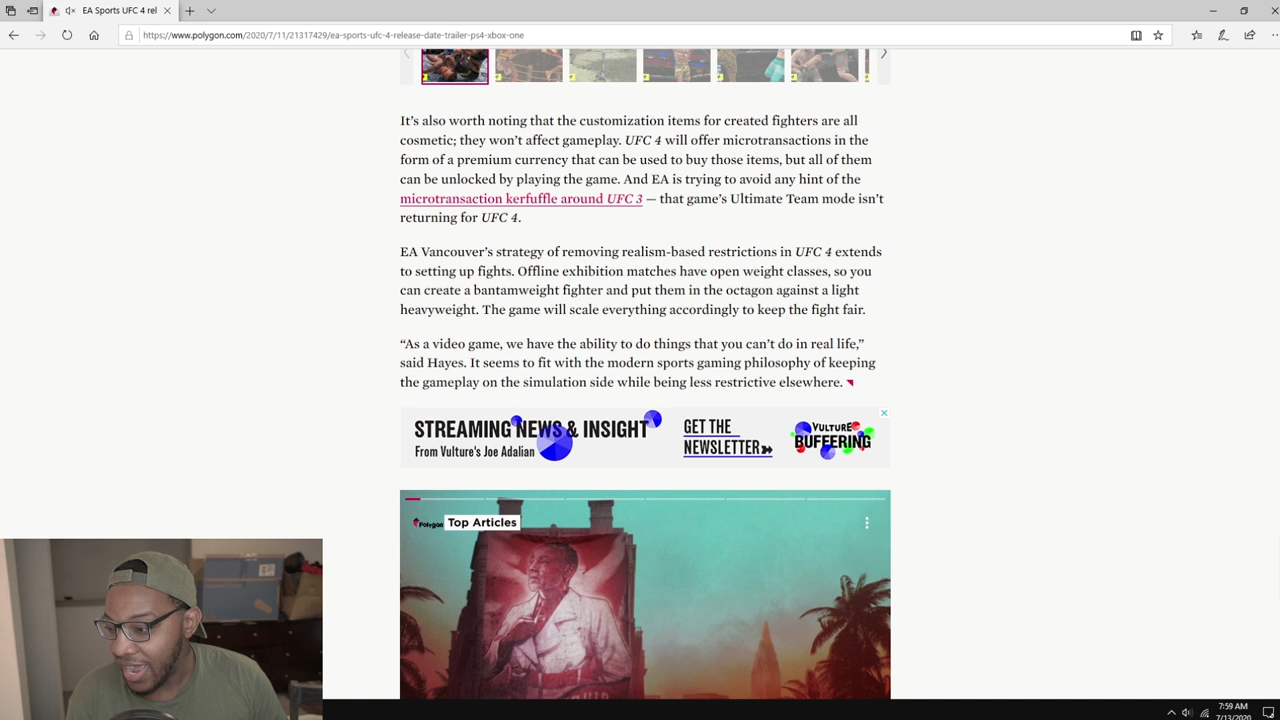 EA Sports UFC 4 rel
https://www.polygon.com/2020/7/11/21317429/ea-sports-ufc-4-release-date-trailer-ps4-xbox-one
It’s also worth noting that the customization items for created fighters are all
cosmetic; they won’t affect gameplay. UFC 4 will offer microtransactions in the
form of a premium currency that can be used to buy those items, but all of them
can be unlocked by playing the game. And EA is trying to avoid any hint of the
microtransaction kerfuffle around UFC 3 — that game’s Ultimate Team mode isn’t
returning for UFC 4.
EA Vancouver’s strategy of removing realism-based restrictions in UFC 4 extends
to setting up fights. Offline exhibition matches have open weight classes, so you
can create a bantamweight fighter and put them in the octagon against a light
heavyweight. The game will scale everything accordingly to keep the fight fair.
“As a video game, we have the ability to do things that you can’t do in real life,”
said Hayes. It seems to fit with the modern sports gaming philosophy of keeping
the gameplay on the simulation side while being less restrictive elsewhere.
STREAMING NEWS & INSIGHT
From Vulture's Joe Adalian
GET THE
NEWSLETTER
VULTURE
BUFFERING
Polygon Top Articles
7:59 AM
7/13/2020